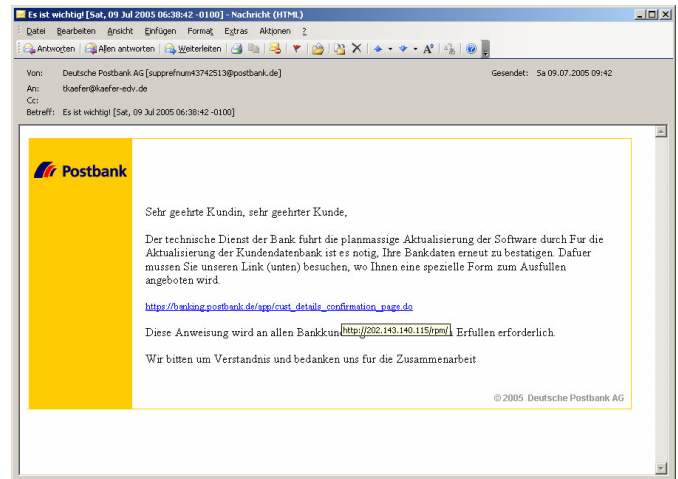 Es ist wichtig! [Sat, 09 Jul 2005 06:38:42 -0100] - Nachricht (HTML)
Datei Bearbeiten Ansicht Einfügen Format Extras Aktionen ?
Antworten Allen antworten Weiterleiten
Von: Deutsche Postbank AG [supprefnum43742513@postbank.de] Gesendet: Sa 09.07.2005 09:42
An: tkaefer@kaefer-edv.de
Cc:
Betreff: Es ist wichtig! [Sat, 09 Jul 2005 06:38:42 -0100]
Postbank
Sehr geehrte Kundin, sehr geehrter Kunde,
Der technische Dienst der Bank fuhrt die planmassige Aktualisierung der Software durch Fur die
Aktualisierung der Kundendatenbank ist es notig, Ihre Bankdaten erneut zu bestatigen. Dafuer
mussen Sie unseren Link (unten) besuchen, wo Ihnen eine spezielle Form zum Ausfullen
angeboten wird.
https://banking.postbank.de/app/cust_details_confirmation_page.do
Diese Anweisung wird an allen Bankkun http://202.143.140.115/rpm/ Erfullen erforderlich.
Wir bitten um Verstandnis und bedanken uns fur die Zusammenarbeit
© 2005 Deutsche Postbank AG